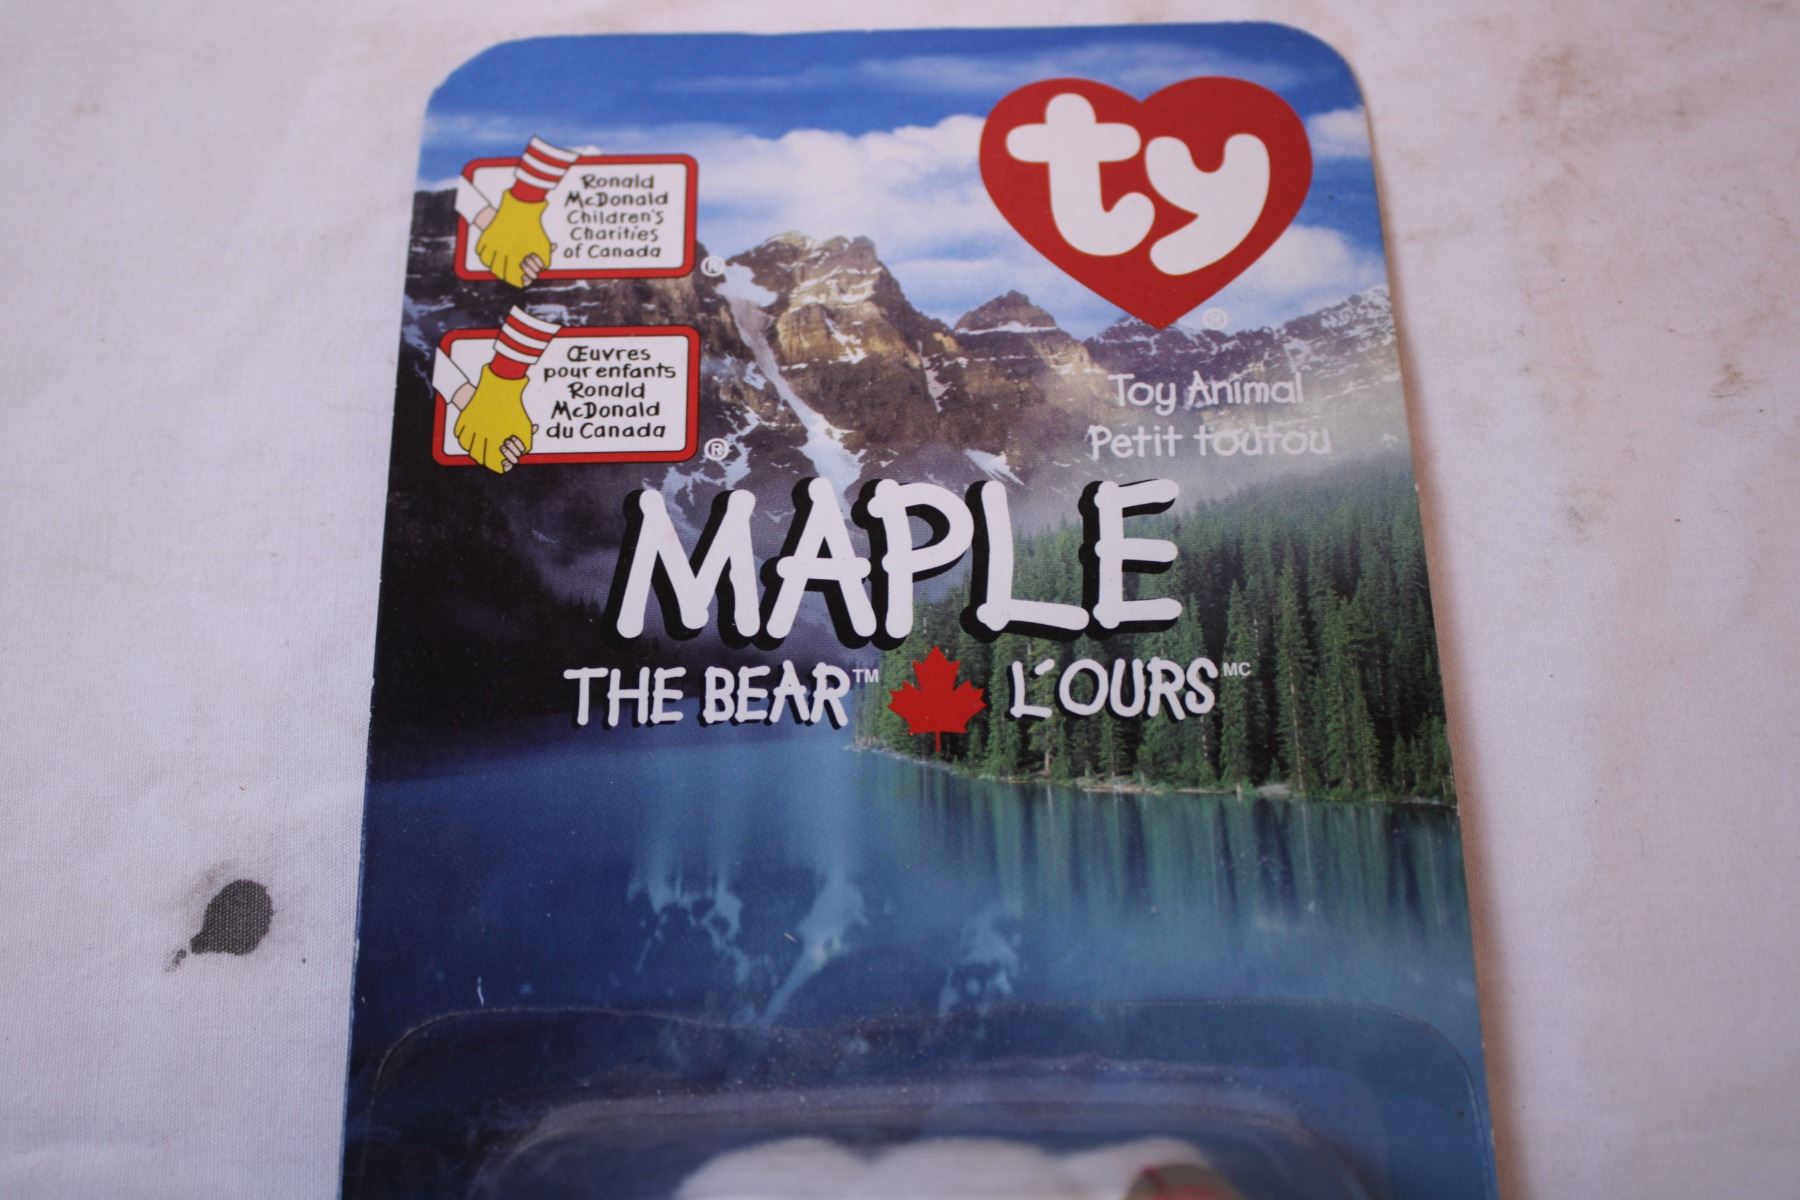 Ronald
McDonald
Children's
Charities
of Canada
®
Œuvres
pour enfants
Ronald
McDonald
du Canada
®
ty
®
Toy Animal
Petit toutou
MAPLE
THE BEAR™ L'OURS MC